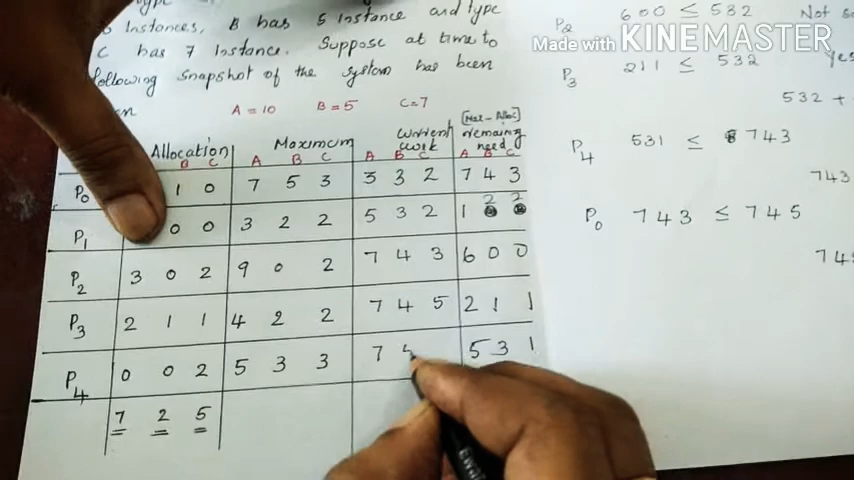 Instances, B has 5 Instance and type
C has 7 Instance. Suppose at time to
following snapshot of the system has been
A = 10 B = 5 C = 7
Allocation Maximum Current work [Max - Alloc] remaining need
B C A B C A B C A B C
P0 1 0 7 5 3 3 3 2 7 4 3
P1 0 0 3 2 2 5 3 2 1 2 2
P2 3 0 2 9 0 2 7 4 3 6 0 0
P3 2 1 1 4 2 2 7 4 5 2 1 1
P4 0 0 2 5 3 3 7 5 3 1
7 2 5
P2 600 ≤ 532 Not
Made with KINEMASTER
P3 211 ≤ 532 Yes
532 +
P4 531 ≤ 743
743
P0 743 ≤ 745